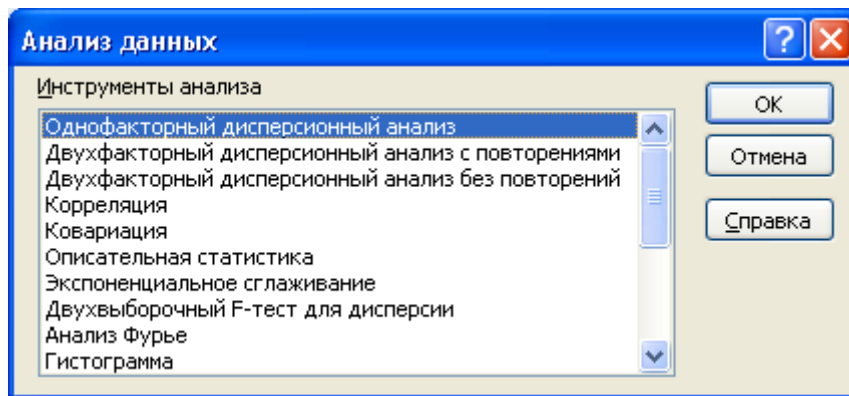 Анализ данных
Инструменты анализа
Однофакторный дисперсионный анализ
Двухфакторный дисперсионный анализ с повторениями
Двухфакторный дисперсионный анализ без повторений
Корреляция
Ковариация
Описательная статистика
Экспоненциальное сглаживание
Двухвыборочный F-тест для дисперсии
Анализ Фурье
Гистограмма
ОК
Отмена
Справка